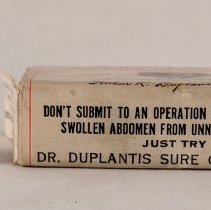 DON'T SUBMIT TO AN OPERATION
SWOLLEN ABDOMEN FROM UNN
JUST TRY
DR. DUPLANTIS SURE